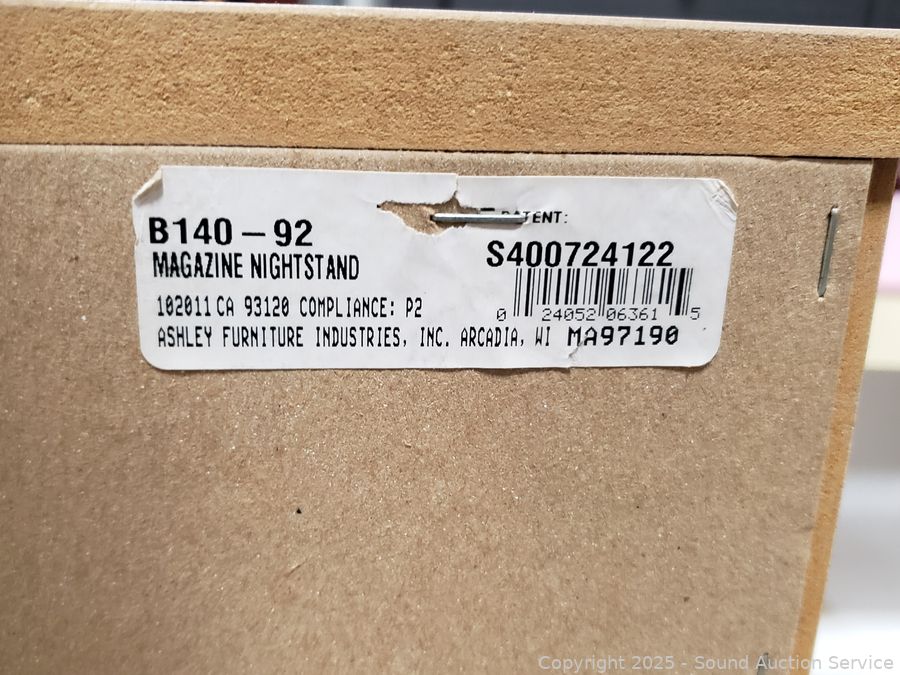 PATENT:
B140-92
S400724122
MAGAZINE NIGHTSTAND
102011 CA 93120 COMPLIANCE: P2
0 24052 06361 5
ASHLEY FURNITURE INDUSTRIES, INC. ARCADIA, WI MA97190
Copyright 2025 - Sound Auction Service